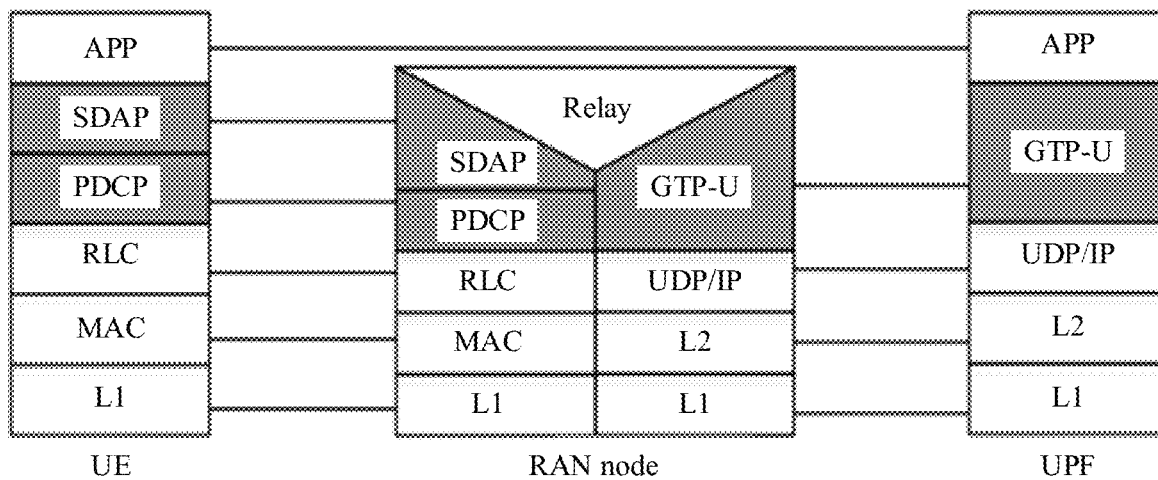 APP
SDAP
PDCP
RLC
MAC
L1
UE
Relay
SDAP
PDCP
RLC
MAC
L1
GTP-U
UDP/IP
L2
L1
RAN node
APP
GTP-U
UDP/IP
L2
L1
UPF